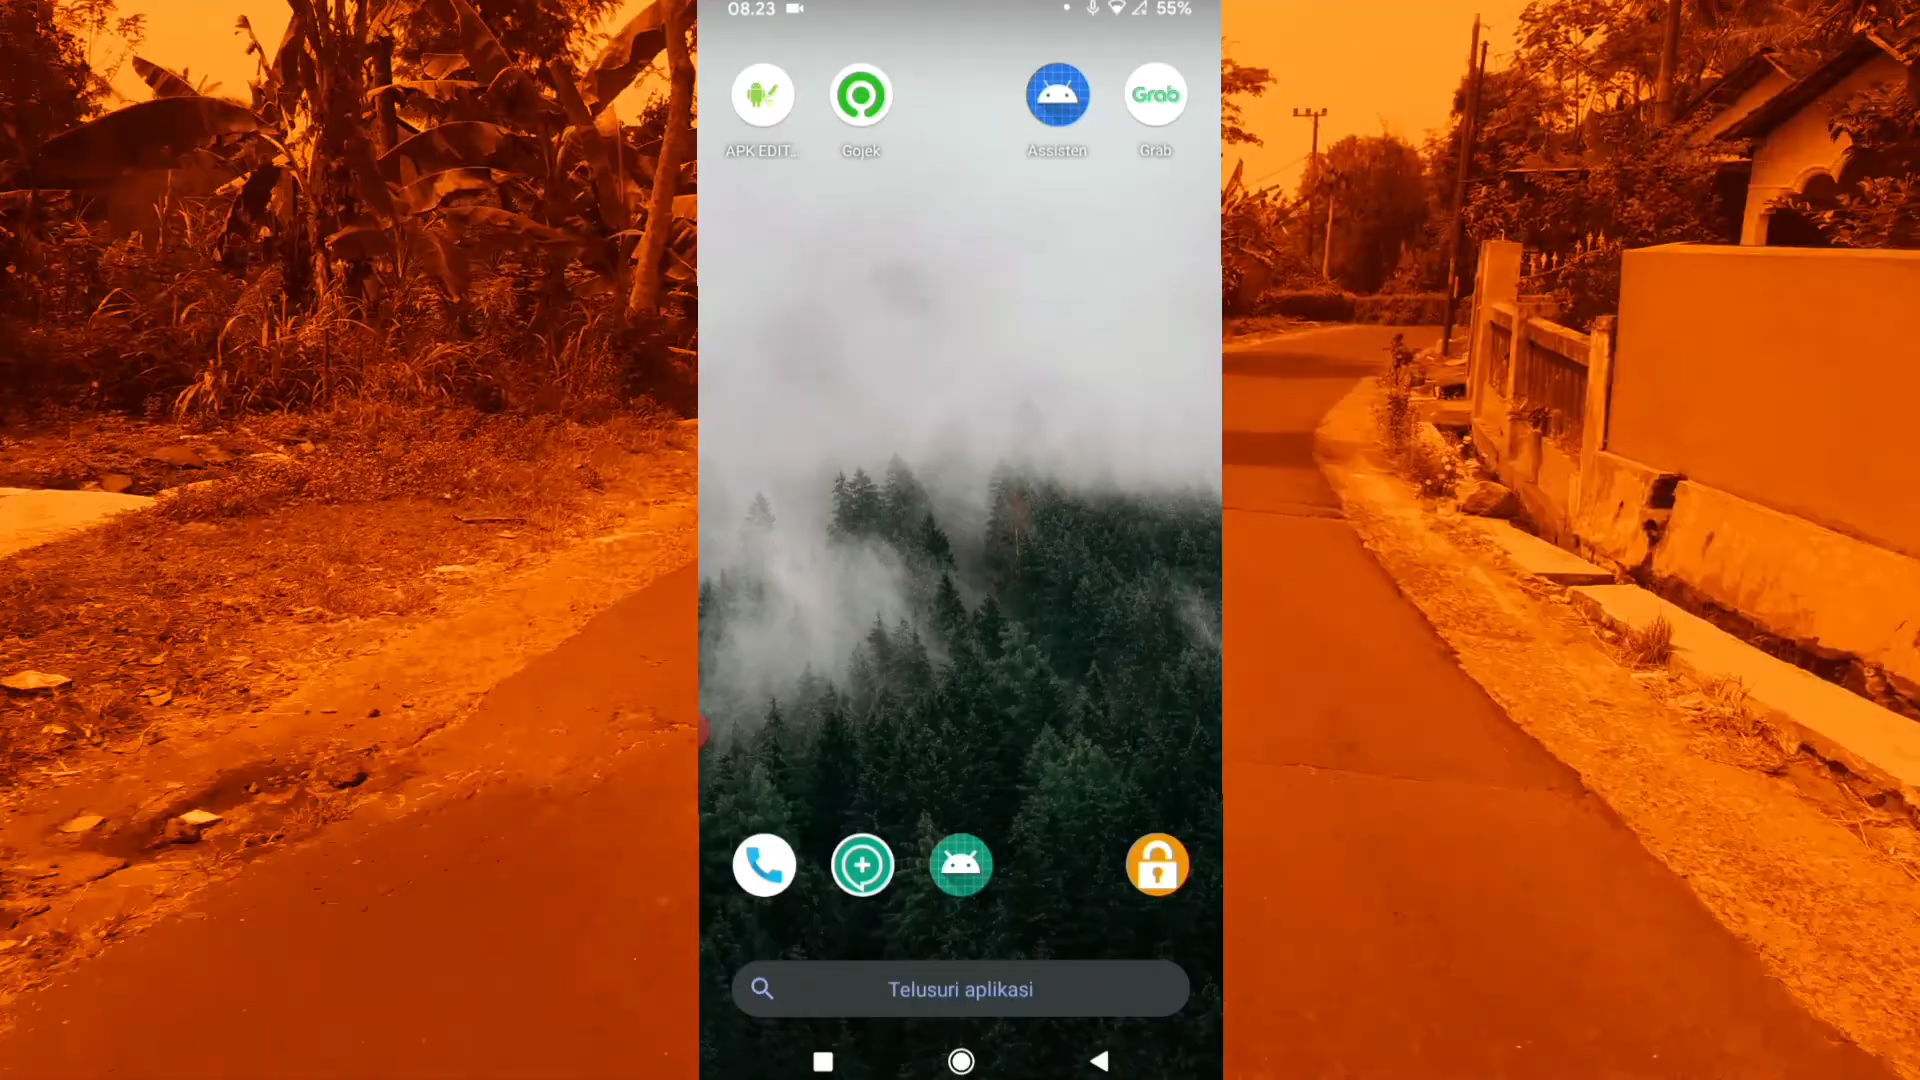 08.23
55%
Grab
APK EDIT...
Gojek
Assisten
Grab
Telusuri aplikasi